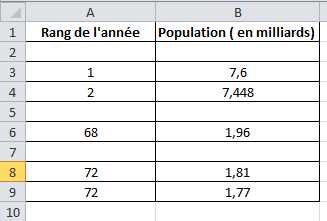 A B
1 Rang de l'année Population ( en milliards)
2
3 1 7,6
4 2 7,448
5
6 68 1,96
7
8 72 1,81
9 72 1,77
10